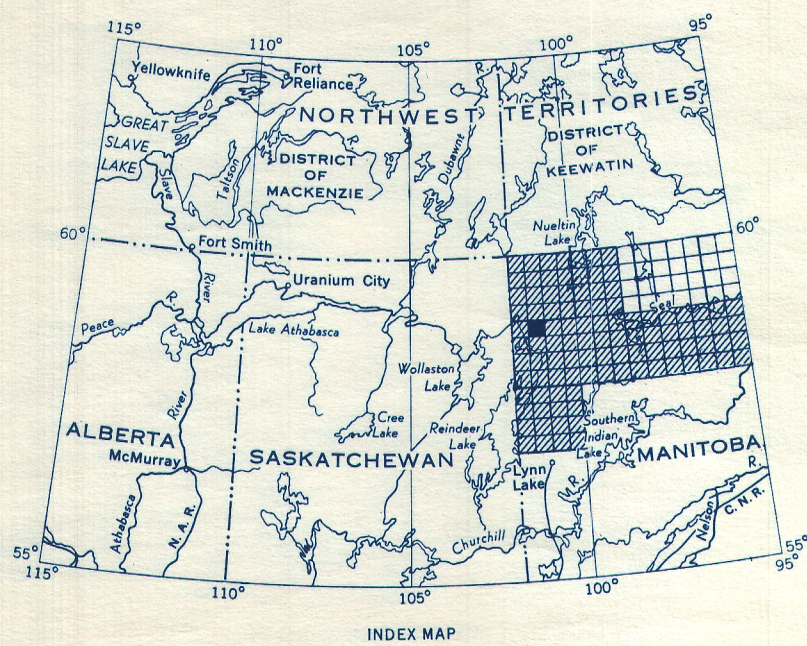 115°
110°
105°
100°
95°
Yellowknife
Fort
Reliance
R.
NORTHWEST TERRITORIES
GREAT
SLAVE
LAKE
Slave
Taltson
R.
DISTRICT
OF
MACKENZIE
Dubawnt
DISTRICT
OF
KEEWATIN
60°
Fort Smith
Nueltin
Lake
60°
River
Uranium City
R.
Peace
Lake Athabasca
Seal
Wollaston
Lake
River
Cree
Lake
Reindeer
Lake
Southern
Indian
Lake
ALBERTA
McMurray
SASKATCHEWAN
MANITOBA
Lynn
Lake
R.
Athabasca
N. A. R.
Churchill
Nelson
C. N. R.
55°
115°
110°
105°
100°
55°
95°
INDEX MAP